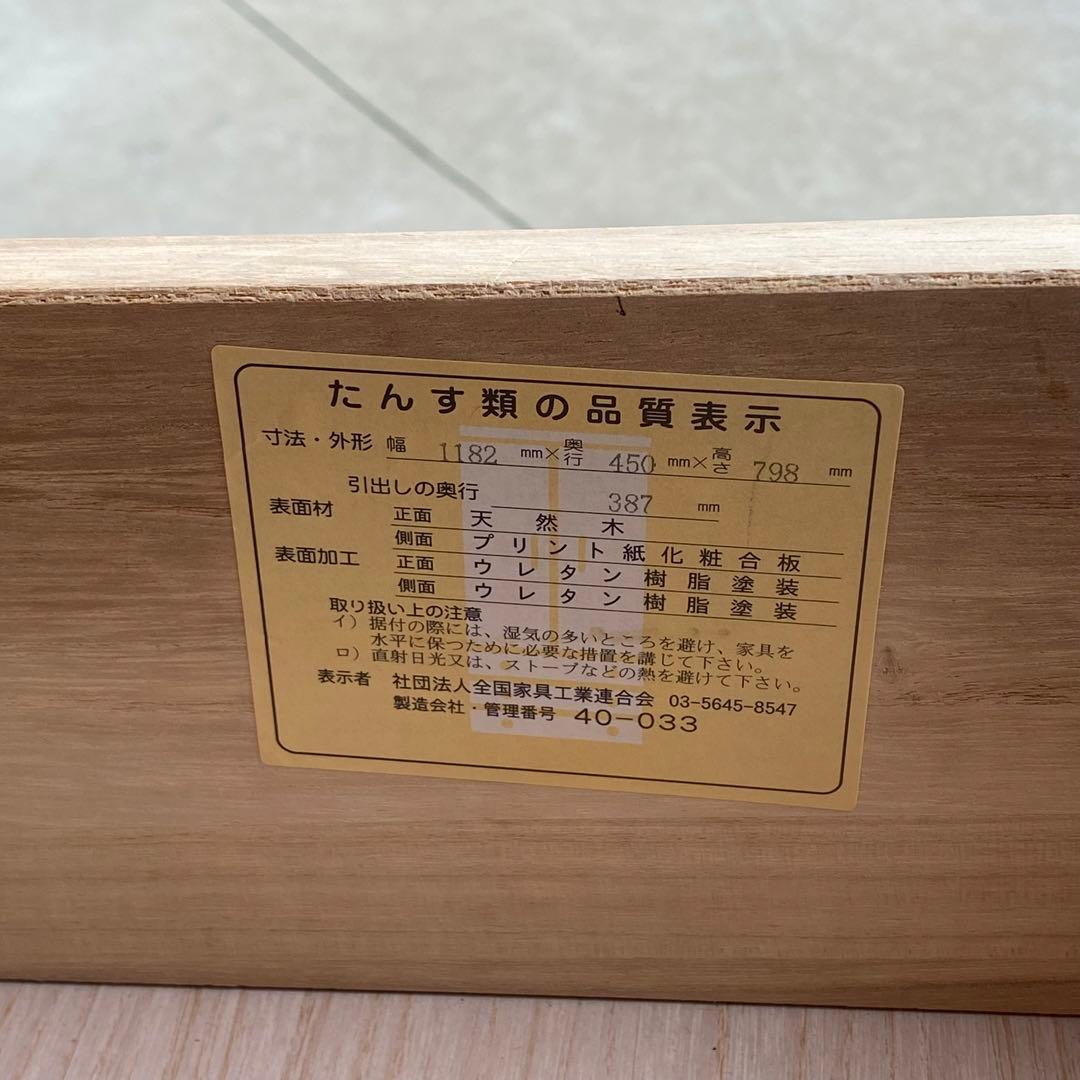 たんす類の品質表示
寸法・外形 幅 1182 mm×奥行 450 mm×高さ 798 mm
引出しの奥行 387 mm
表面材 正面 天然木
側面 プリント紙化粧合板
表面加工 正面 ウレタン樹脂塗装
側面 ウレタン樹脂塗装
取り扱い上の注意
イ）据付の際には、湿気の多いところを避け、家具を
水平に保つために必要な措置を講じて下さい。
ロ）直射日光又は、ストーブなどの熱を避けて下さい。
表示者 社団法人全国家具工業連合会 03-5645-8547
製造会社・管理番号 40-033